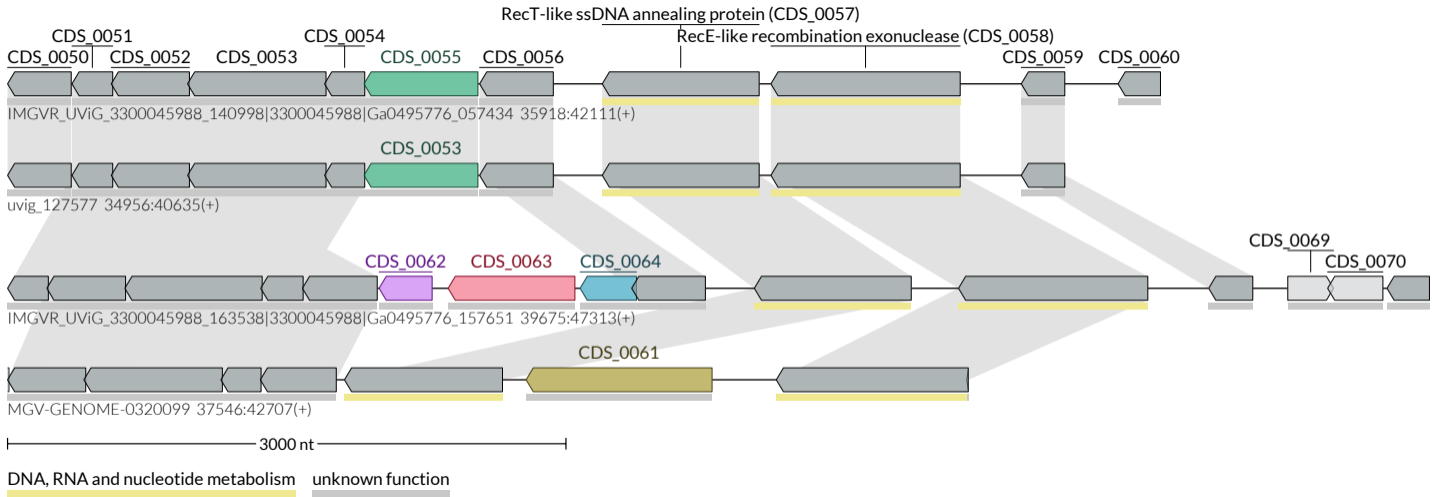 RecT-like ssDNA annealing protein (CDS_0057)
CDS_0051 CDS_0054 RecE-like recombination exonuclease (CDS_0058)
CDS_0050 CDS_0052 CDS_0053 CDS_0055 CDS_0056 CDS_0059 CDS_0060
IMGVR_UViG_3300045988_140998|3300045988|Ga0495776_057434 35918:42111(+)
CDS_0053
uvig_127577 34956:40635(+)
CDS_0069
CDS_0062 CDS_0063 CDS_0064 CDS_0070
IMGVR_UViG_3300045988_163538|3300045988|Ga0495776_157651 39675:47313(+)
CDS_0061
MGV-GENOME-0320099 37546:42707(+)
3000 nt
DNA, RNA and nucleotide metabolism unknown function